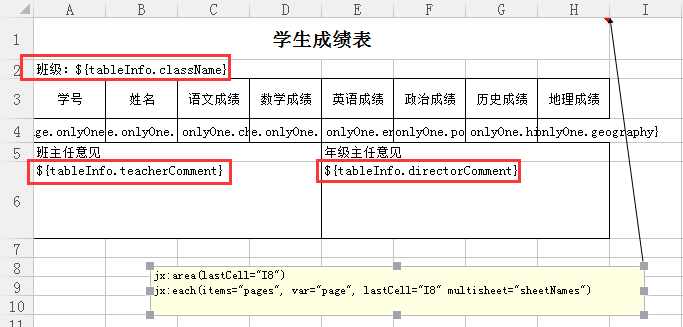 A B C D E F G H I
1 学生成绩表
2 班级：${tableInfo.className}
3 学号 姓名 语文成绩 数学成绩 英语成绩 政治成绩 历史成绩 地理成绩
4 ge.onlyOne e.onlyOne. onlyOne.ch e.onlyOne. onlyOne.en onlyOne.po onlyOne.hi onlyOne.geography}
5 班主任意见 年级主任意见
${tableInfo.teacherComment} ${tableInfo.directorComment}
6
7
8 jx:area(lastCell="I8")
9 jx:each(items="pages", var="page", lastCell="I8" multisheet="sheetNames")
10